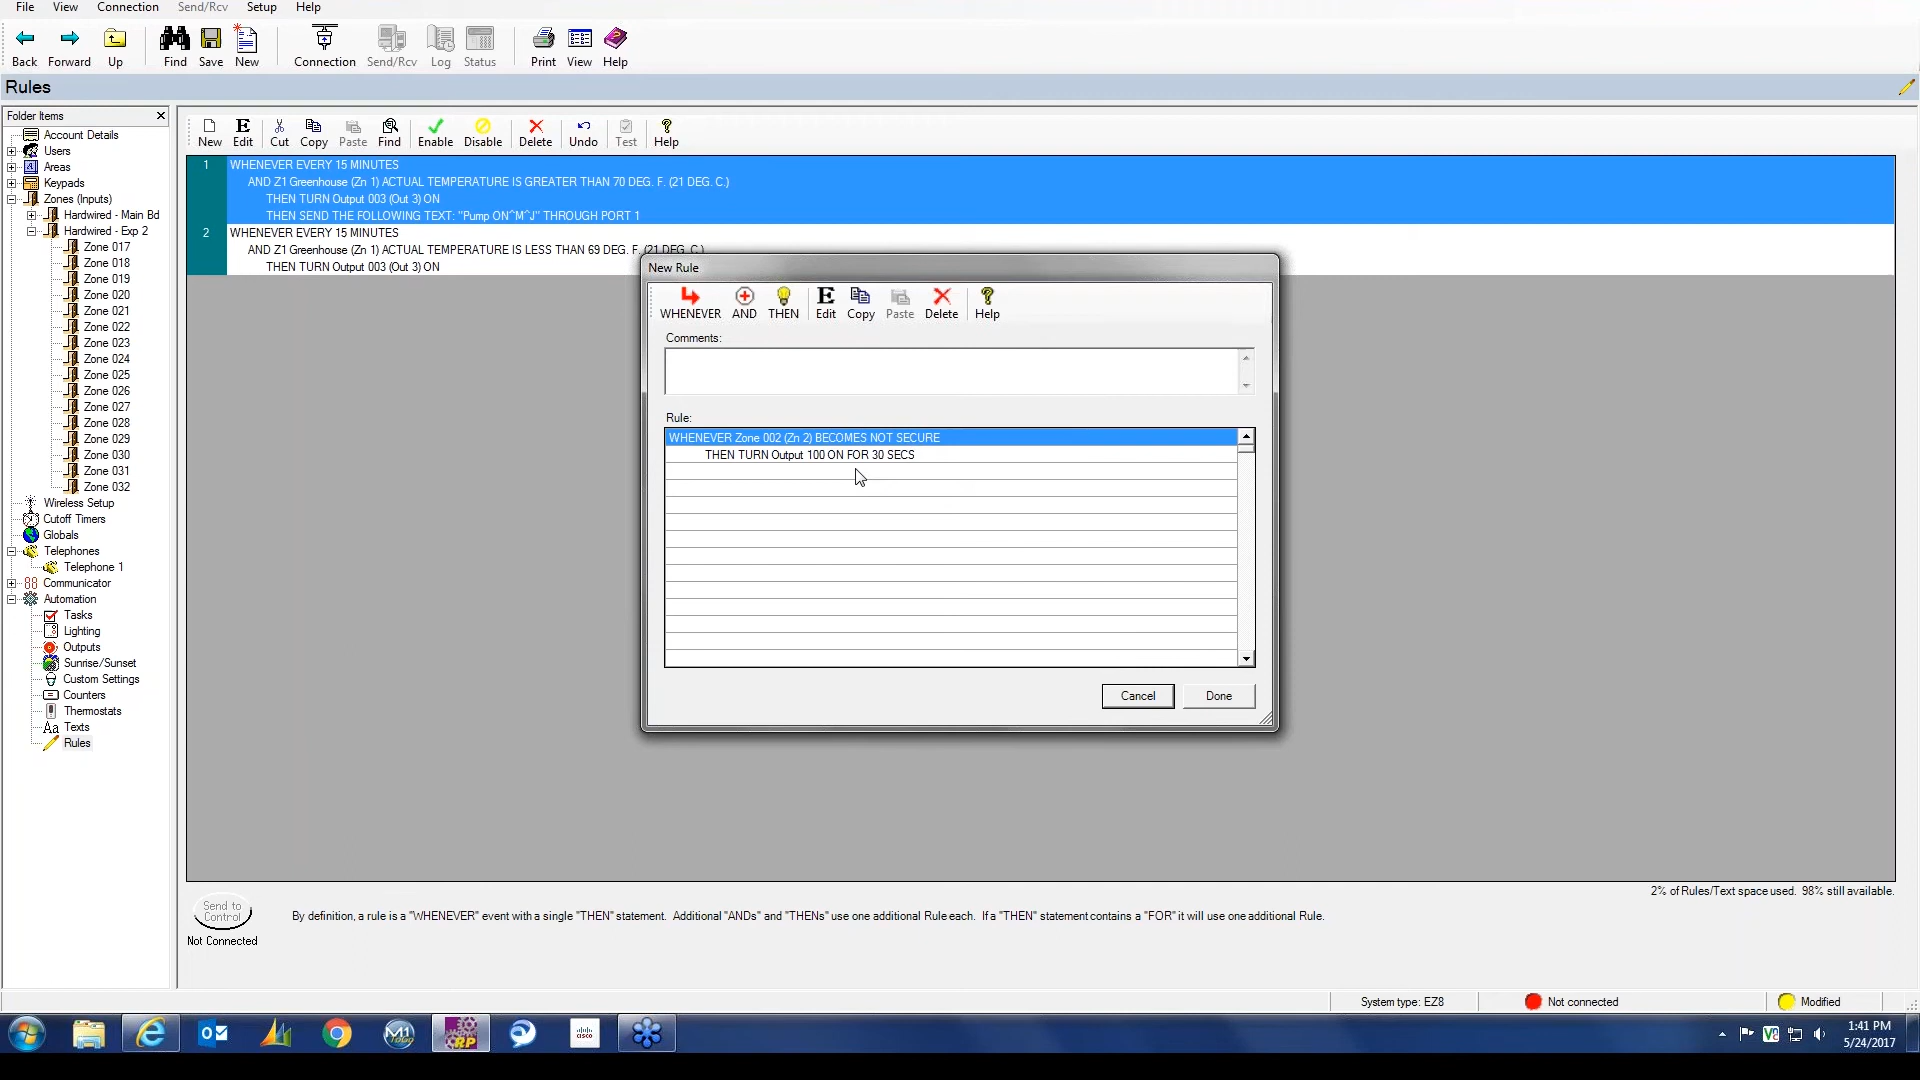 File View Connection Send/Rcv Setup Help
Back Forward Up Find Save New Connection Send/Rcv Log Status Print View Help
Rules
Folder Items
Account Details
Users
Areas
Keypads
Zones (Inputs)
Hardwired - Main Bd
Hardwired - Exp 2
Zone 017
Zone 018
Zone 019
Zone 020
Zone 021
Zone 022
Zone 023
Zone 024
Zone 025
Zone 026
Zone 027
Zone 028
Zone 029
Zone 030
Zone 031
Zone 032
Wireless Setup
Cutoff Timers
Globals
Telephones
Telephone 1
Communicator
Automation
Tasks
Lighting
Outputs
Sunrise/Sunset
Custom Settings
Counters
Thermostats
Texts
Rules
New Edit Cut Copy Paste Find Enable Disable Delete Undo Test Help
1 WHENEVER EVERY 15 MINUTES
AND Z1 Greenhouse (Zn 1) ACTUAL TEMPERATURE IS GREATER THAN 70 DEG. F. (21 DEG. C.)
THEN TURN Output 003 (Out 3) ON
THEN SEND THE FOLLOWING TEXT: "Pump ON^M^J" THROUGH PORT 1
2 WHENEVER EVERY 15 MINUTES
AND Z1 Greenhouse (Zn 1) ACTUAL TEMPERATURE IS LESS THAN 69 DEG. F. (21 DEG. C.)
THEN TURN Output 003 (Out 3) ON
New Rule
WHENEVER AND THEN Edit Copy Paste Delete Help
Comments:
Rule:
WHENEVER Zone 002 (Zn 2) BECOMES NOT SECURE
THEN TURN Output 100 ON FOR 30 SECS
Cancel Done
2% of Rules/Text space used. 98% still available.
Send to
Control
Not Connected
By definition, a rule is a "WHENEVER" event with a single "THEN" statement. Additional "ANDs" and "THENs" use one additional Rule each. If a "THEN" statement contains a "FOR" it will use one additional Rule.
System type: EZ8 Not connected Modified
1:41 PM
5/24/2017